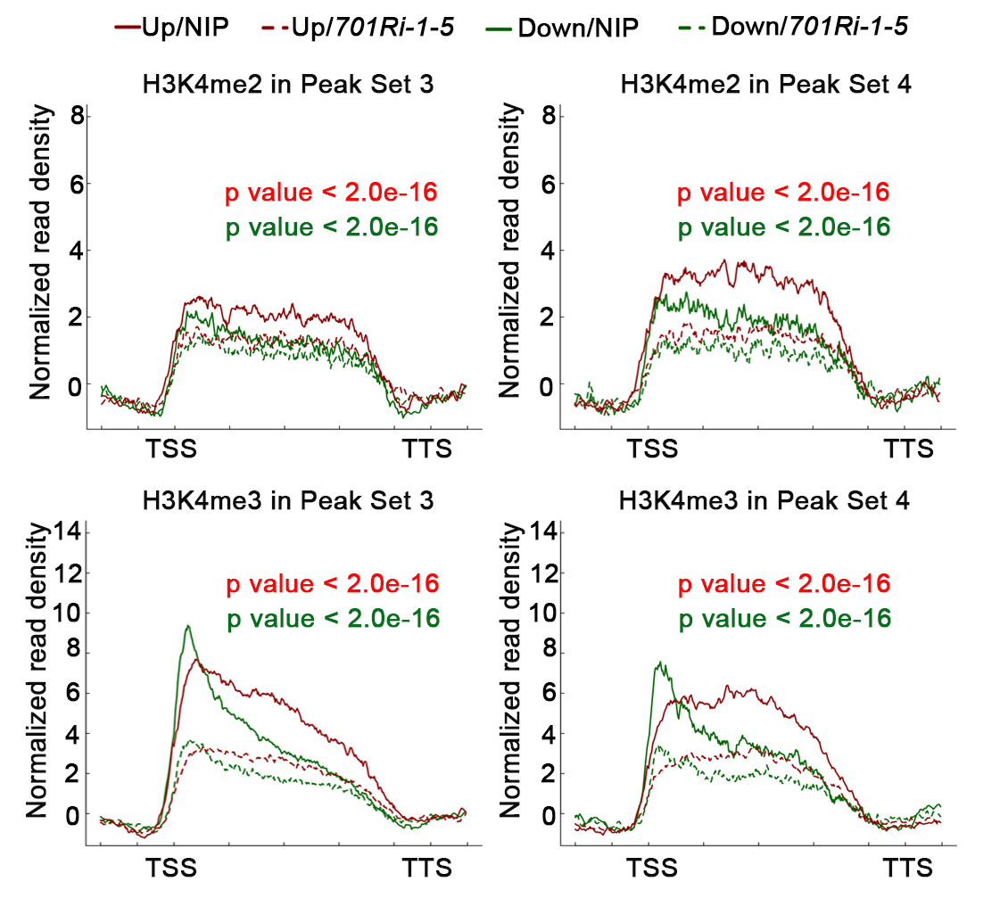 Up/NIP Up/701Ri-1-5 Down/NIP Down/701Ri-1-5
H3K4me2 in Peak Set 3
Normalized read density
8
6
4
2
0
p value < 2.0e-16
p value < 2.0e-16
TSS TTS
H3K4me2 in Peak Set 4
Normalized read density
8
6
4
2
0
p value < 2.0e-16
p value < 2.0e-16
TSS TTS
H3K4me3 in Peak Set 3
Normalized read density
14
12
10
8
6
4
2
0
p value < 2.0e-16
p value < 2.0e-16
TSS TTS
H3K4me3 in Peak Set 4
Normalized read density
14
12
10
8
6
4
2
0
p value < 2.0e-16
p value < 2.0e-16
TSS TTS